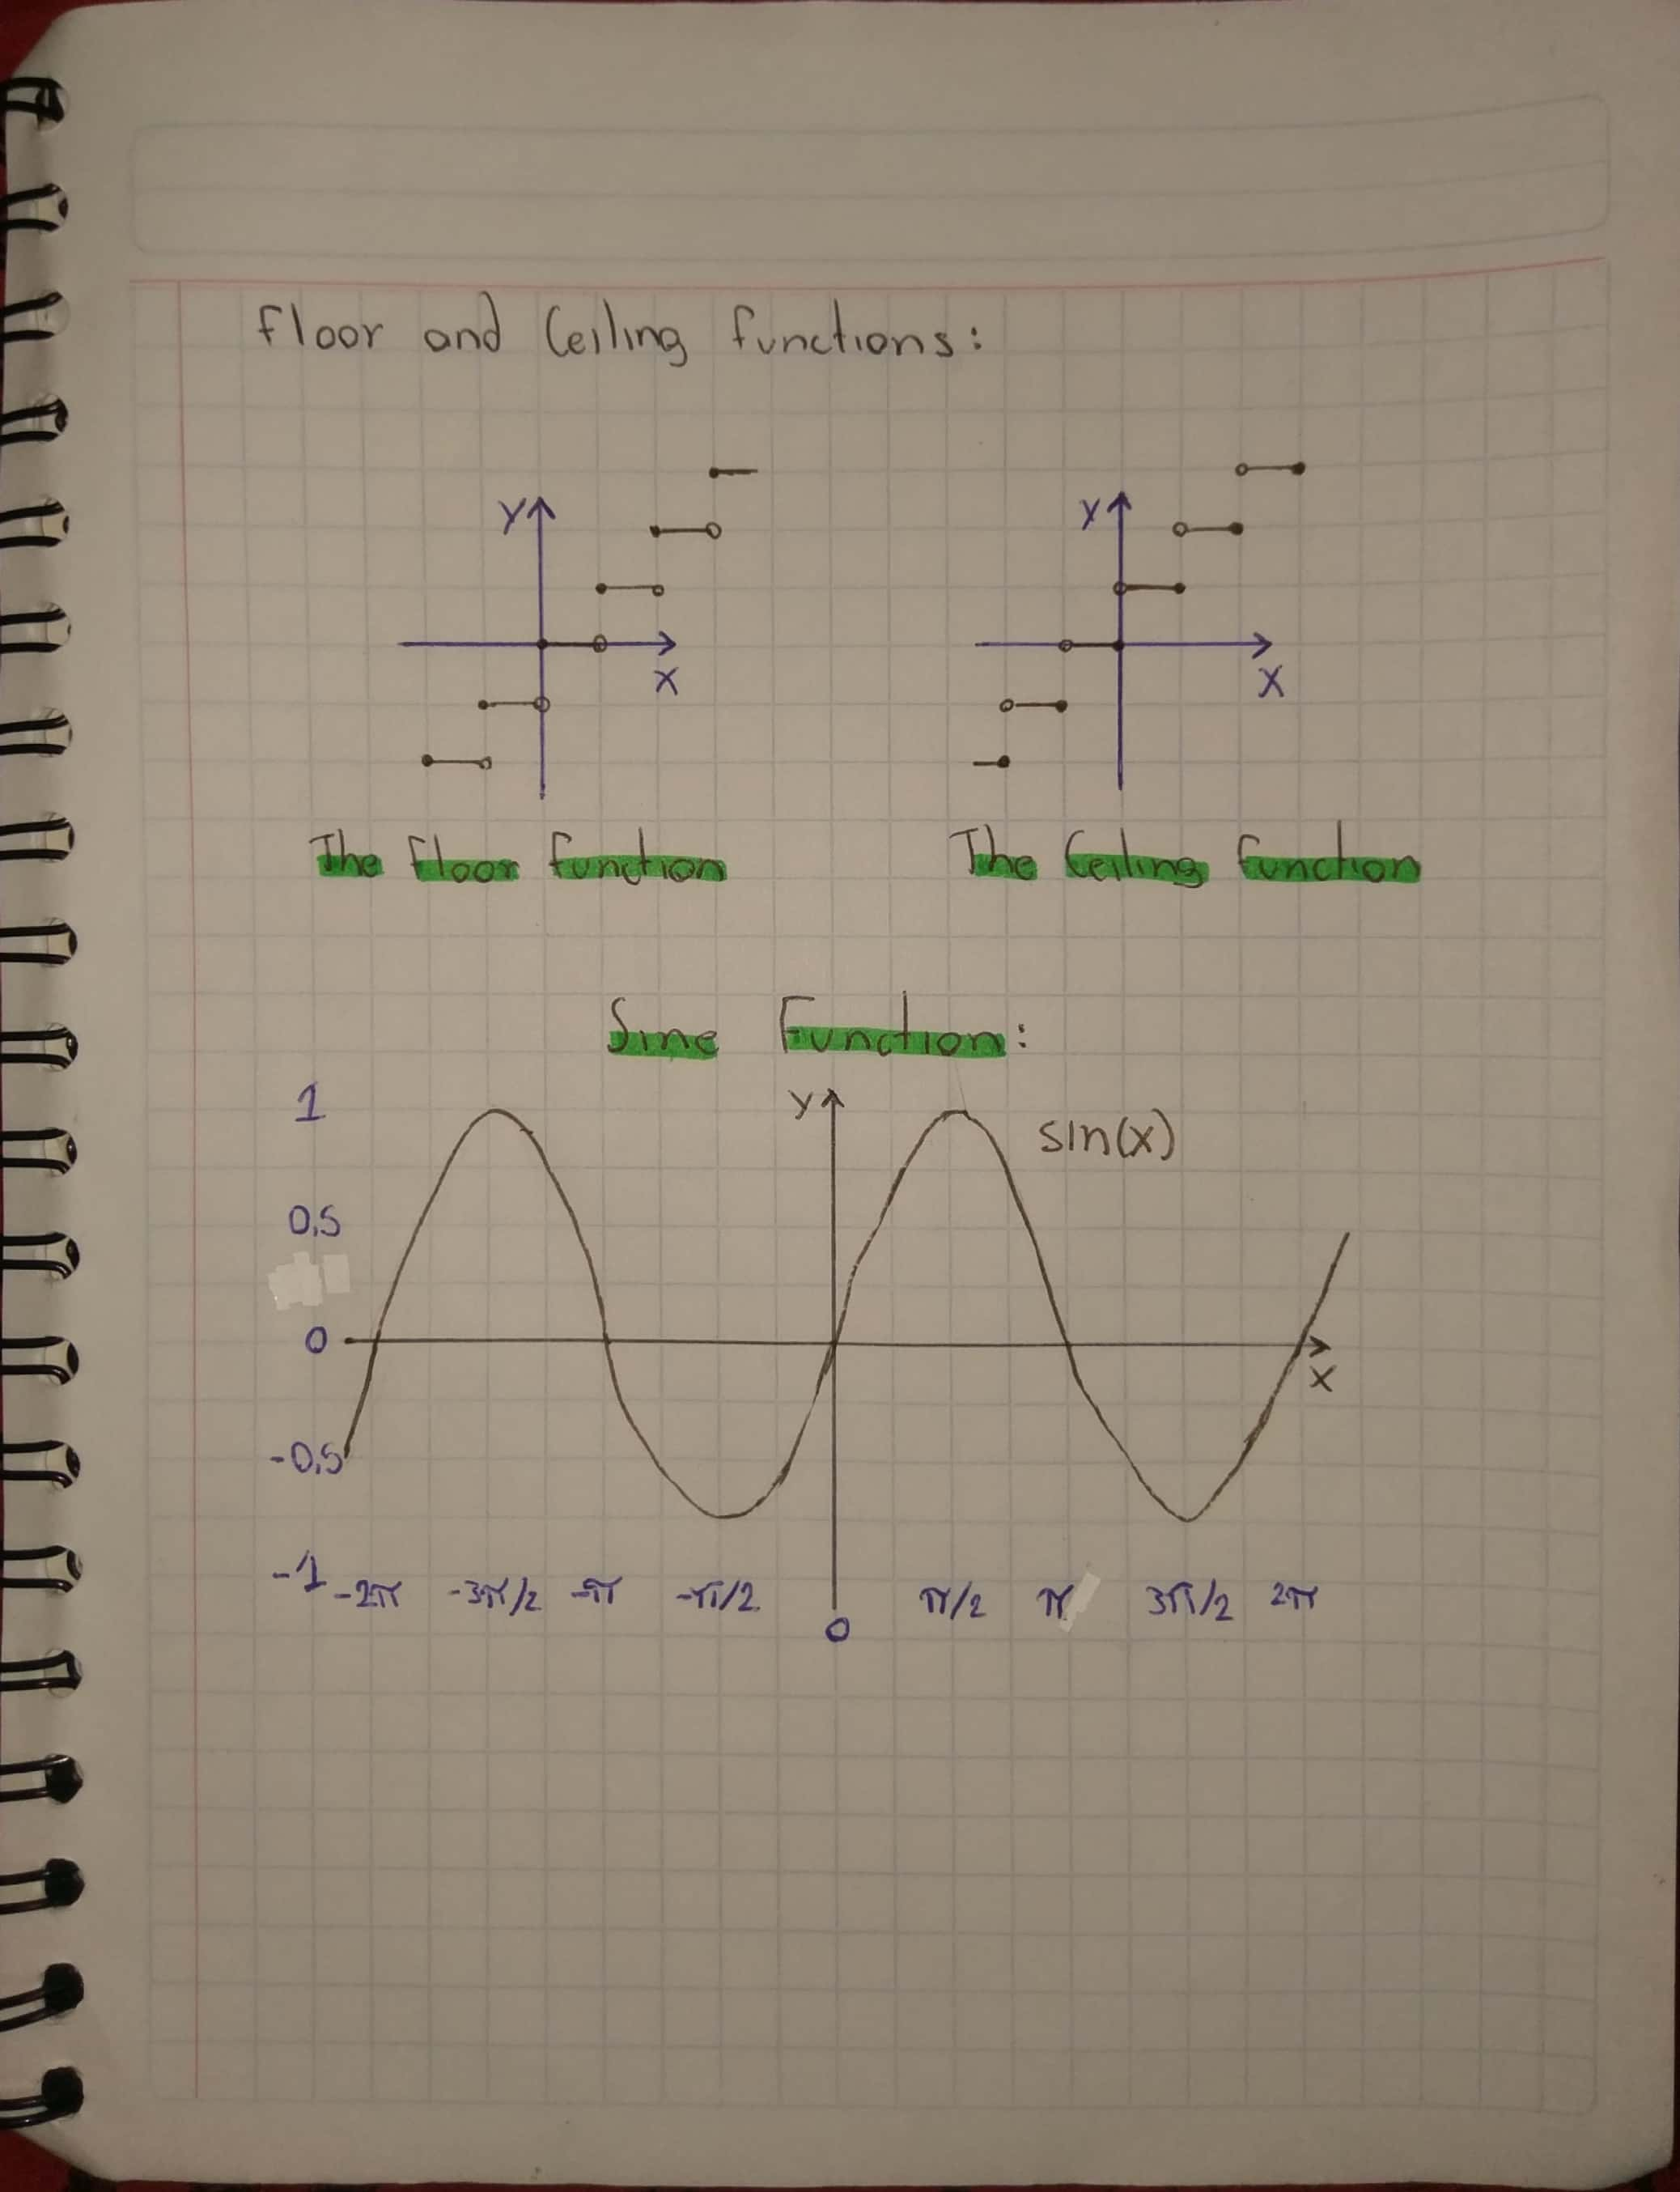 Floor and Ceiling functions:
Y Y
X X
The floor function The Ceiling function
Sine Function:
1 Y sin(x)
0.5
0
X
-0.5
-1 -2π -3π/2 -π -π/2 π/2 π 3π/2 2π
0